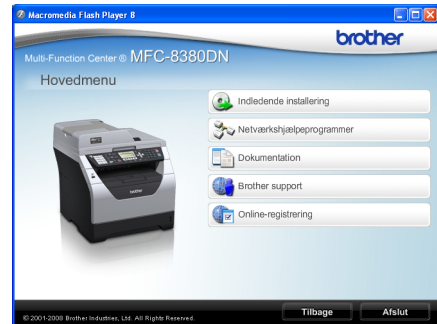 Macromedia Flash Player 8
brother
Multi-Function Center ® MFC-8380DN
Hovedmenu
Indledende installering
Netværkshjælpeprogrammer
Dokumentation
Brother support
Online-registrering
© 2001-2009 Brother Industries, Ltd. All Rights Reserved.
Tilbage
Afslut